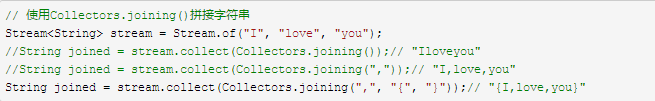 // 使用Collectors.joining()拼接字符串
Stream<String> stream = Stream.of("I", "love", "you");
//String joined = stream.collect(Collectors.joining());// "Iloveyou"
//String joined = stream.collect(Collectors.joining(","));// "I,love,you"
String joined = stream.collect(Collectors.joining(",", "{", "}"));// "{I,love,you}"